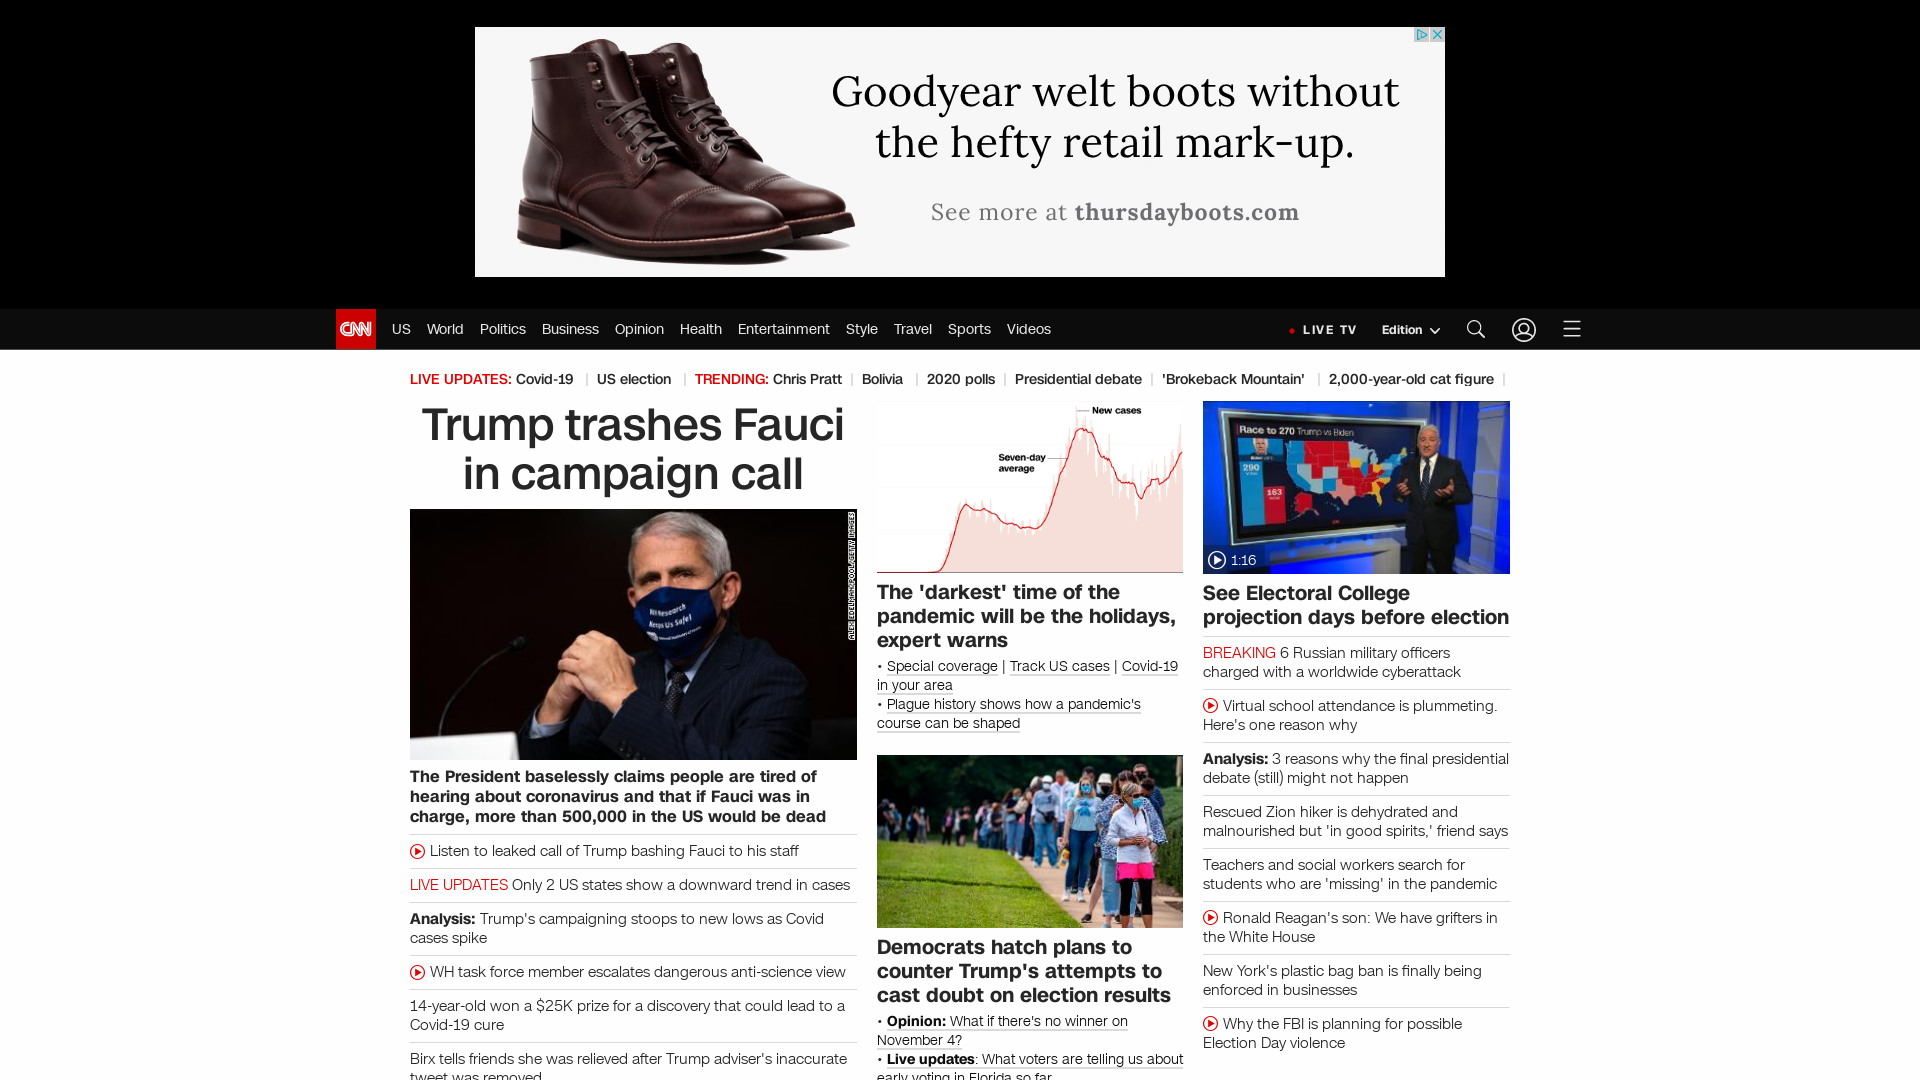 Goodyear welt boots without
the hefty retail mark-up.
See more at thursdayboots.com
CNN
US
World
Politics
Business
Opinion
Health
Entertainment
Style
Travel
Sports
Videos
LIVE TV
Edition
LIVE UPDATES: Covid-19
US election
TRENDING: Chris Pratt
Bolivia
2020 polls
Presidential debate
'Brokeback Mountain'
2,000-year-old cat figure
Trump trashes Fauci
in campaign call
NIH Research
Keeps Us Safe!
ALEX EDELMAN/POOL/GETTY IMAGES
The President baselessly claims people are tired of
hearing about coronavirus and that if Fauci was in
charge, more than 500,000 in the US would be dead
Listen to leaked call of Trump bashing Fauci to his staff
LIVE UPDATES Only 2 US states show a downward trend in cases
Analysis: Trump's campaigning stoops to new lows as Covid
cases spike
WH task force member escalates dangerous anti-science view
14-year-old won a $25K prize for a discovery that could lead to a
Covid-19 cure
Birx tells friends she was relieved after Trump adviser's inaccurate
tweet was removed
New cases
Seven-day
average
The 'darkest' time of the
pandemic will be the holidays,
expert warns
• Special coverage | Track US cases | Covid-19
in your area
• Plague history shows how a pandemic's
course can be shaped
Democrats hatch plans to
counter Trump's attempts to
cast doubt on election results
• Opinion: What if there's no winner on
November 4?
• Live updates: What voters are telling us about
early voting in Florida so far
Race to 270 Trump vs Biden
290
163
1:16
See Electoral College
projection days before election
BREAKING 6 Russian military officers
charged with a worldwide cyberattack
Virtual school attendance is plummeting.
Here's one reason why
Analysis: 3 reasons why the final presidential
debate (still) might not happen
Rescued Zion hiker is dehydrated and
malnourished but 'in good spirits,' friend says
Teachers and social workers search for
students who are 'missing' in the pandemic
Ronald Reagan's son: We have grifters in
the White House
New York's plastic bag ban is finally being
enforced in businesses
Why the FBI is planning for possible
Election Day violence